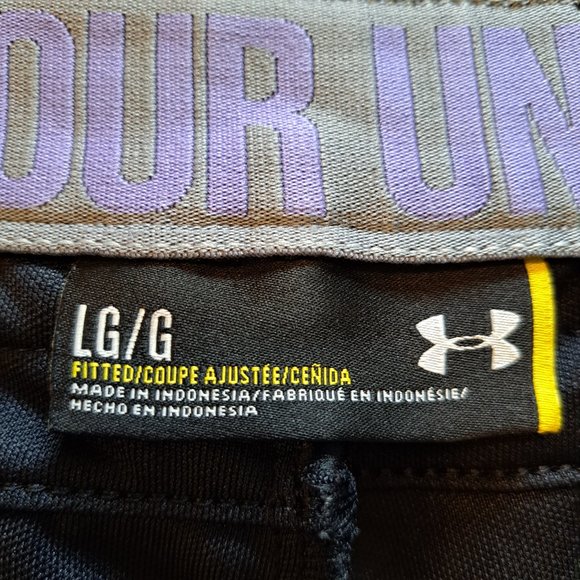 OUR UN
LG/G
FITTED/COUPE AJUSTÉE/CEÑIDA
MADE IN INDONESIA/FABRIQUÉ EN INDONÉSIE/
HECHO EN INDONESIA